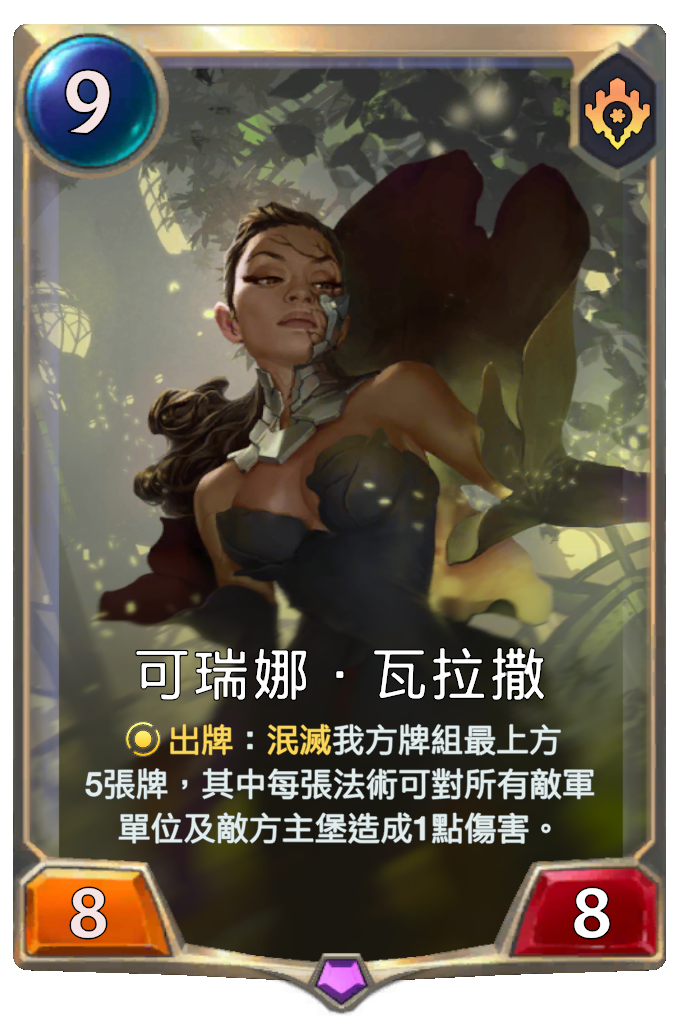 9
可瑞娜·瓦拉撒
出牌：泯滅我方牌組最上方
5張牌，其中每張法術可對所有敵軍
單位及敵方主堡造成1點傷害。
8
8